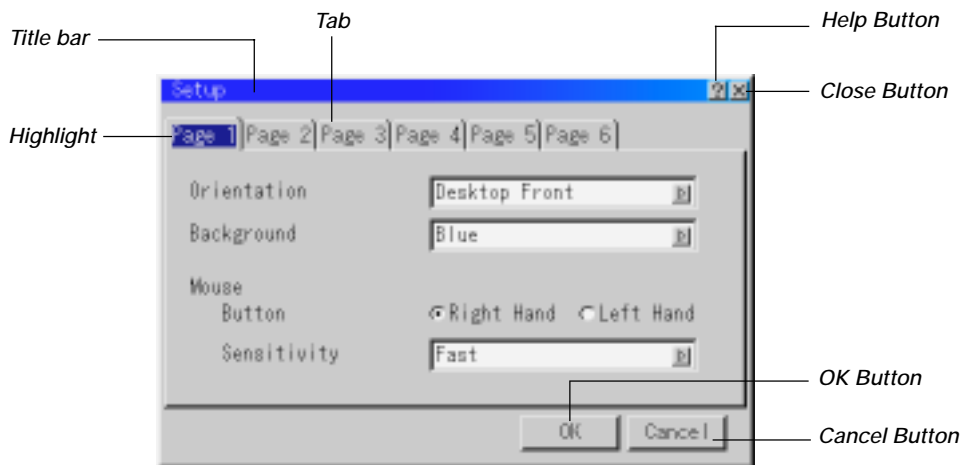 Tab
Help Button
Title bar
Setup
Close Button
Highlight
Page 1 Page 2 Page 3 Page 4 Page 5 Page 6
Orientation Desktop Front
Background Blue
Mouse
Button Right Hand Left Hand
Sensitivity Fast
OK Button
OK Cancel
Cancel Button